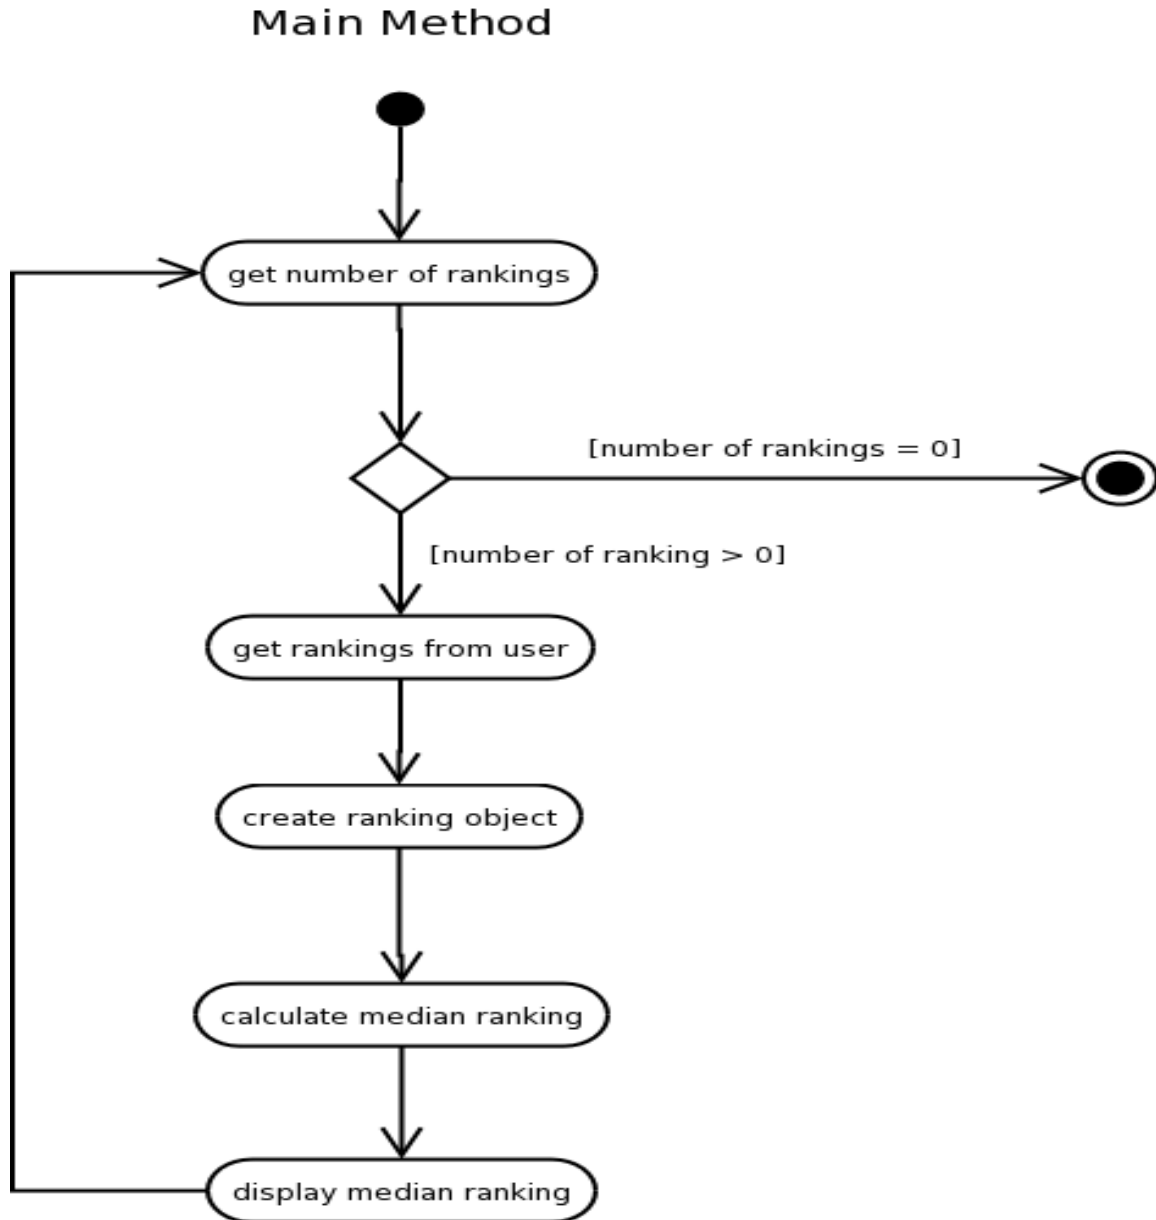 Main Method
get number of rankings
[number of rankings = 0]
[number of ranking > 0]
get rankings from user
create ranking object
calculate median ranking
display median ranking